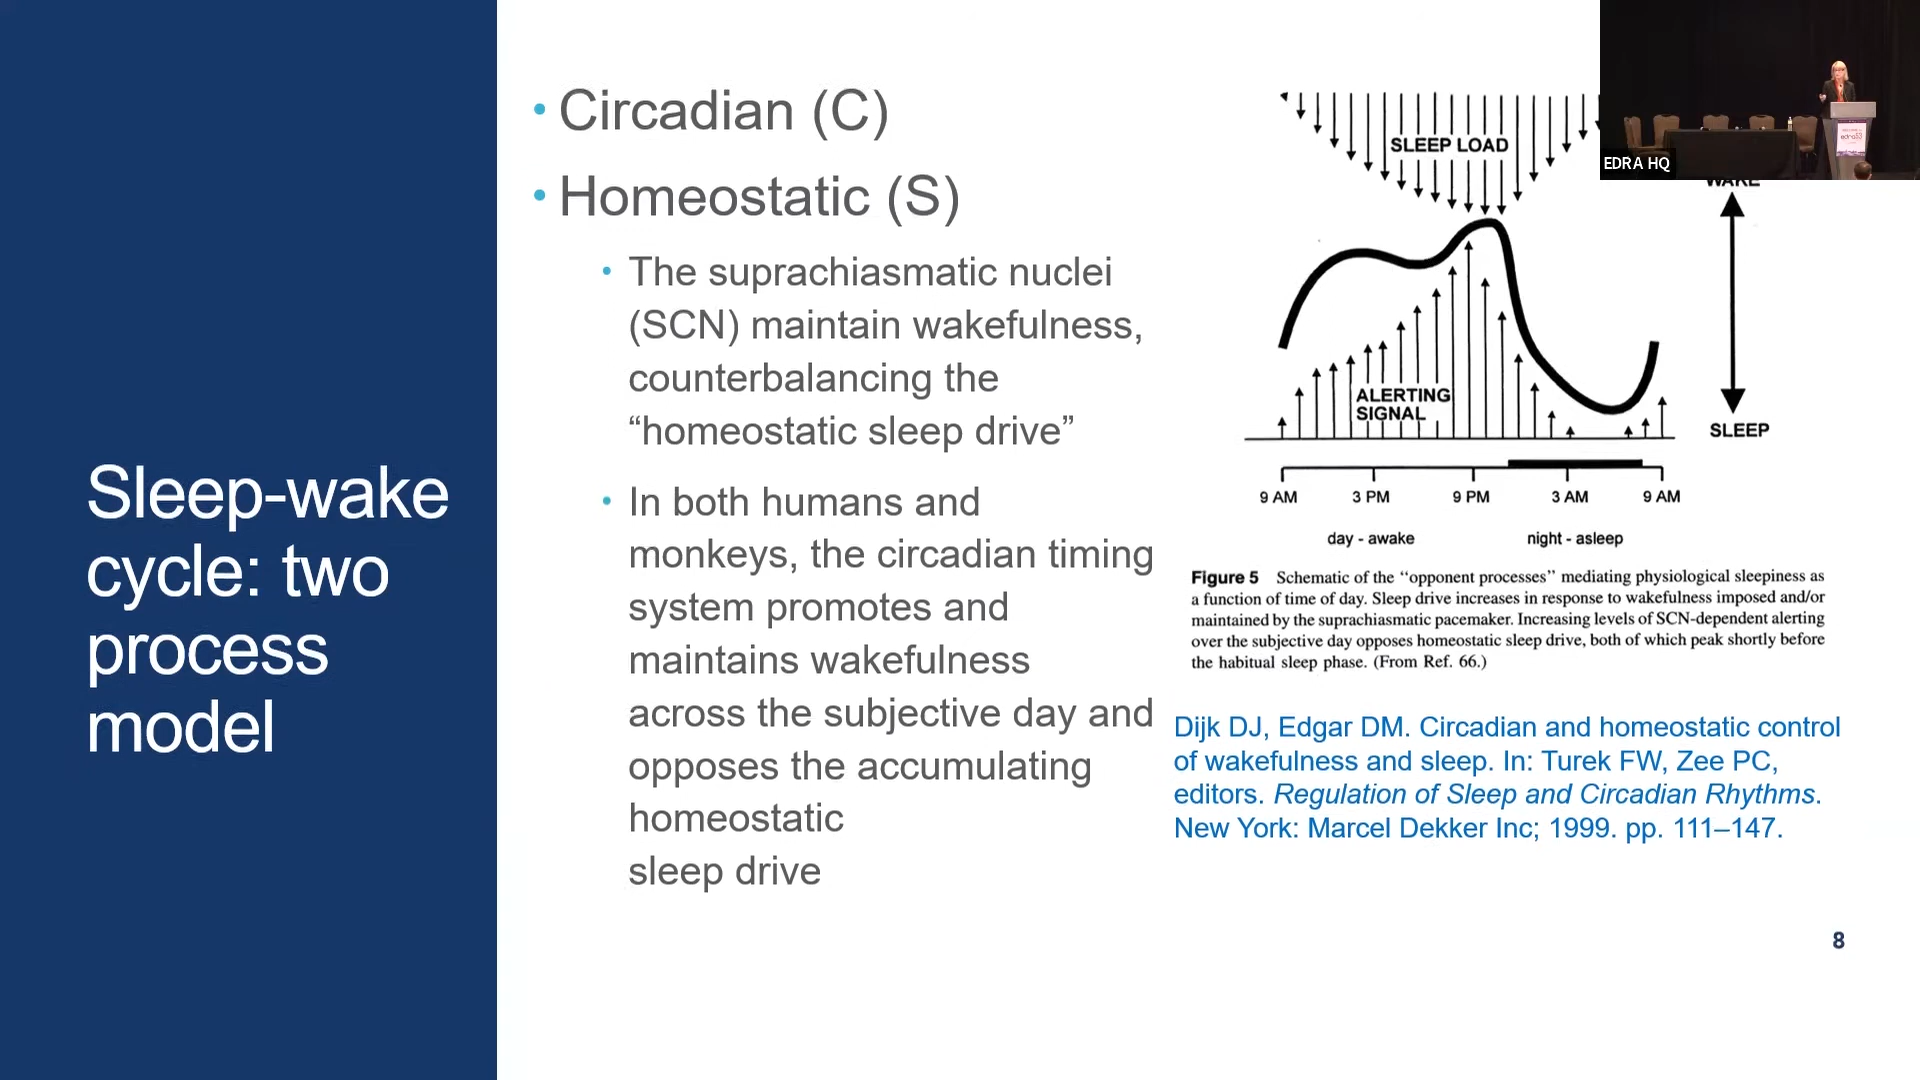 Sleep-wake
cycle: two
process
model
• Circadian (C)
• Homeostatic (S)
• The suprachiasmatic nuclei
(SCN) maintain wakefulness,
counterbalancing the
“homeostatic sleep drive”
• In both humans and
monkeys, the circadian timing
system promotes and
maintains wakefulness
across the subjective day and
opposes the accumulating
homeostatic
sleep drive
SLEEP LOAD
ALERTING
SIGNAL
WAKE
SLEEP
9 AM 3 PM 9 PM 3 AM 9 AM
day - awake night - asleep
Figure 5 Schematic of the ‘‘opponent processes’’ mediating physiological sleepiness as
a function of time of day. Sleep drive increases in response to wakefulness imposed and/or
maintained by the suprachiasmatic pacemaker. Increasing levels of SCN-dependent alerting
over the subjective day opposes homeostatic sleep drive, both of which peak shortly before
the habitual sleep phase. (From Ref. 66.)
Dijk DJ, Edgar DM. Circadian and homeostatic control
of wakefulness and sleep. In: Turek FW, Zee PC,
editors. Regulation of Sleep and Circadian Rhythms.
New York: Marcel Dekker Inc; 1999. pp. 111–147.
8
EDRA HQ